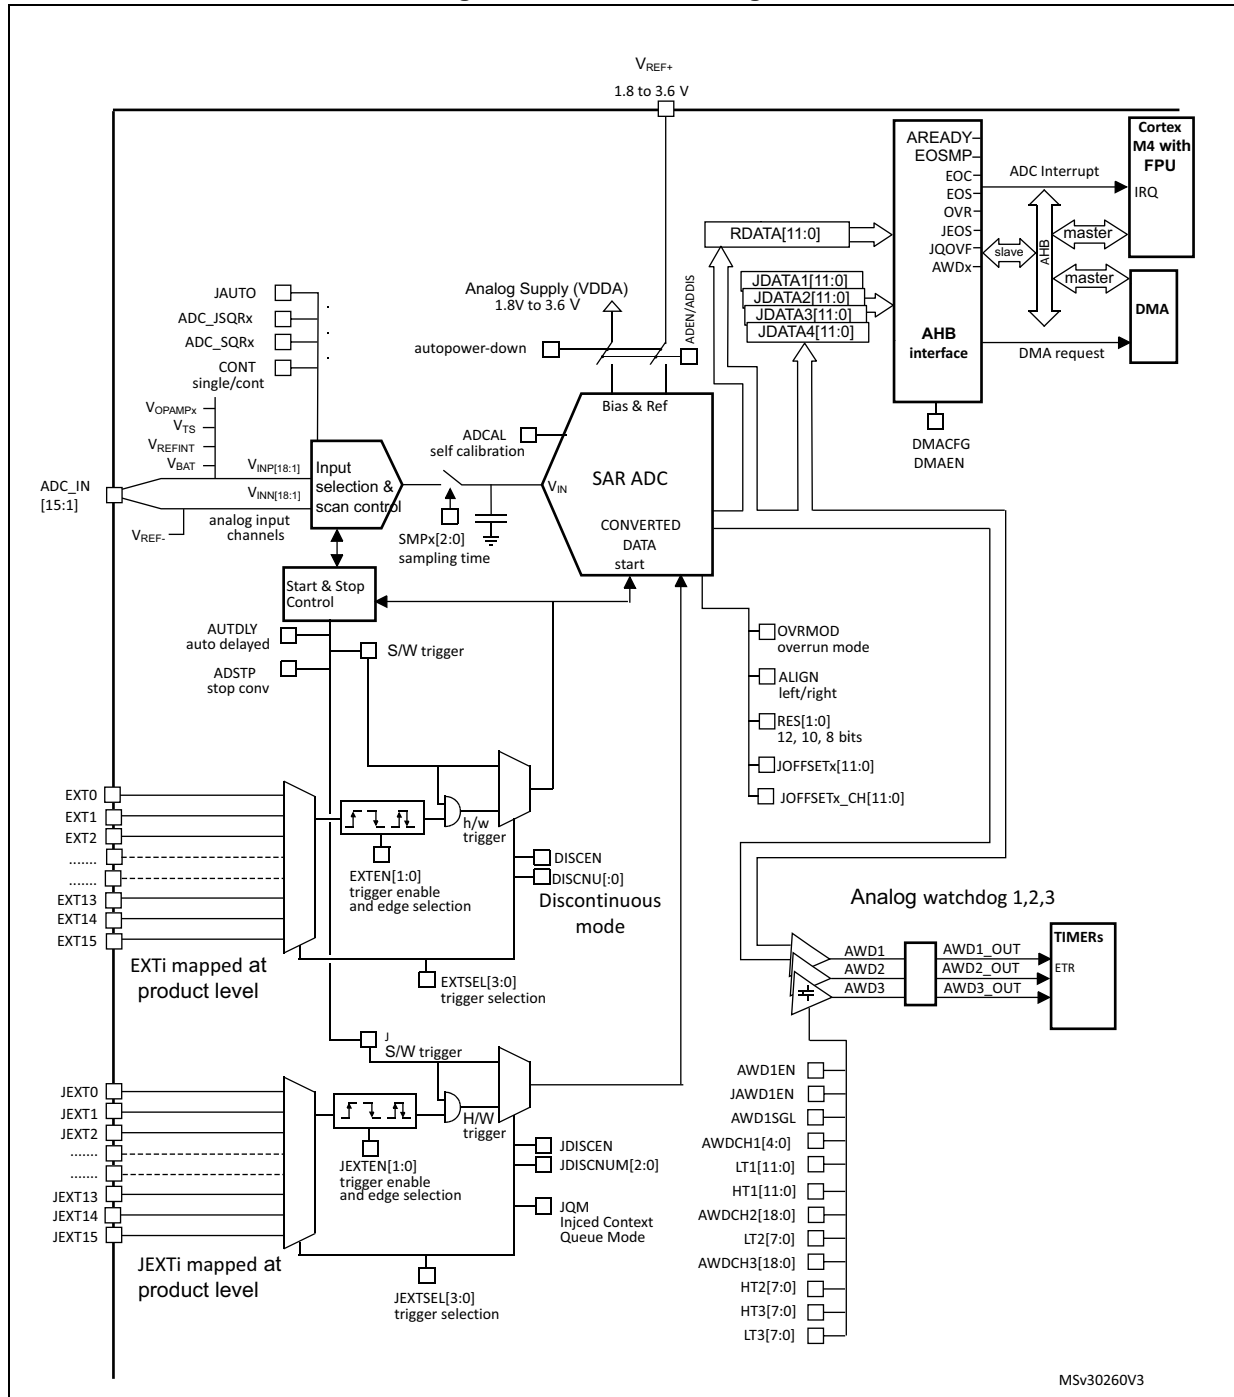 VREF+
1.8 to 3.6 V
Cortex
M4 with
FPU
IRQ
AREADY
EOSMP
EOC
EOS
OVR
JEOS
JQOVF
AWDx
AHB
interface
ADC Interrupt
slave
AHB
master
master
DMA
DMA request
DMACFG
DMAEN
RDATA[11:0]
JDATA1[11:0]
JDATA2[11:0]
JDATA3[11:0]
JDATA4[11:0]
Analog Supply (VDDA)
1.8V to 3.6 V
ADEN/ADDIS
autopower-down
JAUTO
ADC_JSQRx
ADC_SQRx
CONT
single/cont
VOPAMPx
VTS
VREFINT
VBAT
ADC_IN
[15:1]
VINP[18:1]
VINN[18:1]
analog input
channels
VREF-
Input
selection &
scan control
ADCAL
self calibration
SMPx[2:0]
sampling time
Bias & Ref
SAR ADC
VIN
CONVERTED
DATA
start
Start & Stop
Control
AUTDLY
auto delayed
ADSTP
stop conv
S/W trigger
OVRMOD
overrun mode
ALIGN
left/right
RES[1:0]
12, 10, 8 bits
JOFFSETx[11:0]
JOFFSETx_CH[11:0]
EXT0
EXT1
EXT2
.......
.......
EXT13
EXT14
EXT15
EXTi mapped at
product level
h/w
trigger
EXTEN[1:0]
trigger enable
and edge selection
DISCEN
DISCNU[:0]
Discontinuous
mode
EXTSEL[3:0]
trigger selection
Analog watchdog 1,2,3
AWD1
AWD2
AWD3
AWD1_OUT
AWD2_OUT
AWD3_OUT
TIMERs
ETR
J
S/W trigger
JEXT0
JEXT1
JEXT2
.......
.......
JEXT13
JEXT14
JEXT15
JEXTi mapped at
product level
H/W
trigger
JEXTEN[1:0]
trigger enable
and edge selection
JDISCEN
JDISCNUM[2:0]
JQM
Injced Context
Queue Mode
JEXTSEL[3:0]
trigger selection
AWD1EN
JAWD1EN
AWD1SGL
AWDCH1[4:0]
LT1[11:0]
HT1[11:0]
AWDCH2[18:0]
LT2[7:0]
AWDCH3[18:0]
HT2[7:0]
HT3[7:0]
LT3[7:0]
MSv30260V3